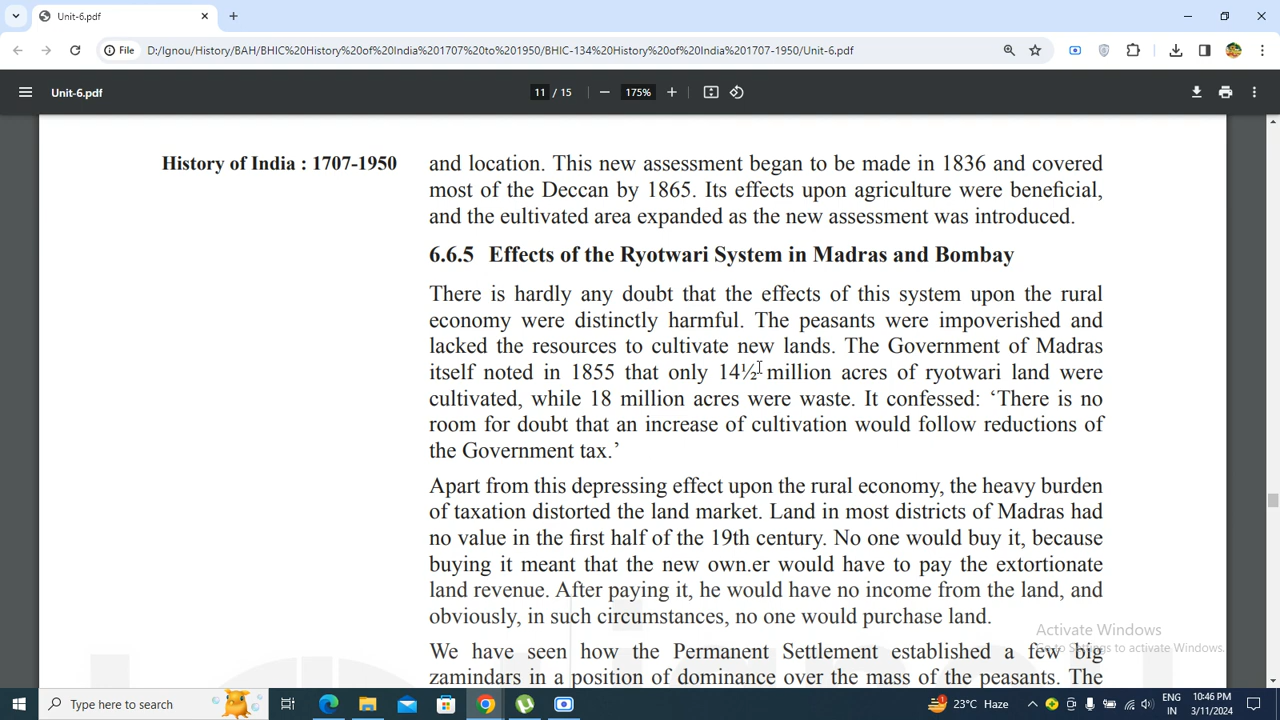 Unit-6.pdf
File
D:/Ignou/History/BAH/BHIC%20History%20of%20India%201707%20to%201950/BHIC-134%20History%20of%20India%201707-1950/Unit-6.pdf
Unit-6.pdf
11 / 15
175%
History of India : 1707-1950
and location. This new assessment began to be made in 1836 and covered
most of the Deccan by 1865. Its effects upon agriculture were beneficial,
and the eultivated area expanded as the new assessment was introduced.
6.6.5 Effects of the Ryotwari System in Madras and Bombay
There is hardly any doubt that the effects of this system upon the rural
economy were distinctly harmful. The peasants were impoverished and
lacked the resources to cultivate new lands. The Government of Madras
itself noted in 1855 that only 14½ million acres of ryotwari land were
cultivated, while 18 million acres were waste. It confessed: ‘There is no
room for doubt that an increase of cultivation would follow reductions of
the Government tax.’
Apart from this depressing effect upon the rural economy, the heavy burden
of taxation distorted the land market. Land in most districts of Madras had
no value in the first half of the 19th century. No one would buy it, because
buying it meant that the new own.er would have to pay the extortionate
land revenue. After paying it, he would have no income from the land, and
obviously, in such circumstances, no one would purchase land.
We have seen how the Permanent Settlement established a few big
zamindars in a position of dominance over the mass of the peasants. The
Activate Windows
Go to Settings to activate Windows.
Type here to search
23°C Haze
ENG
IN
10:46 PM
3/11/2024